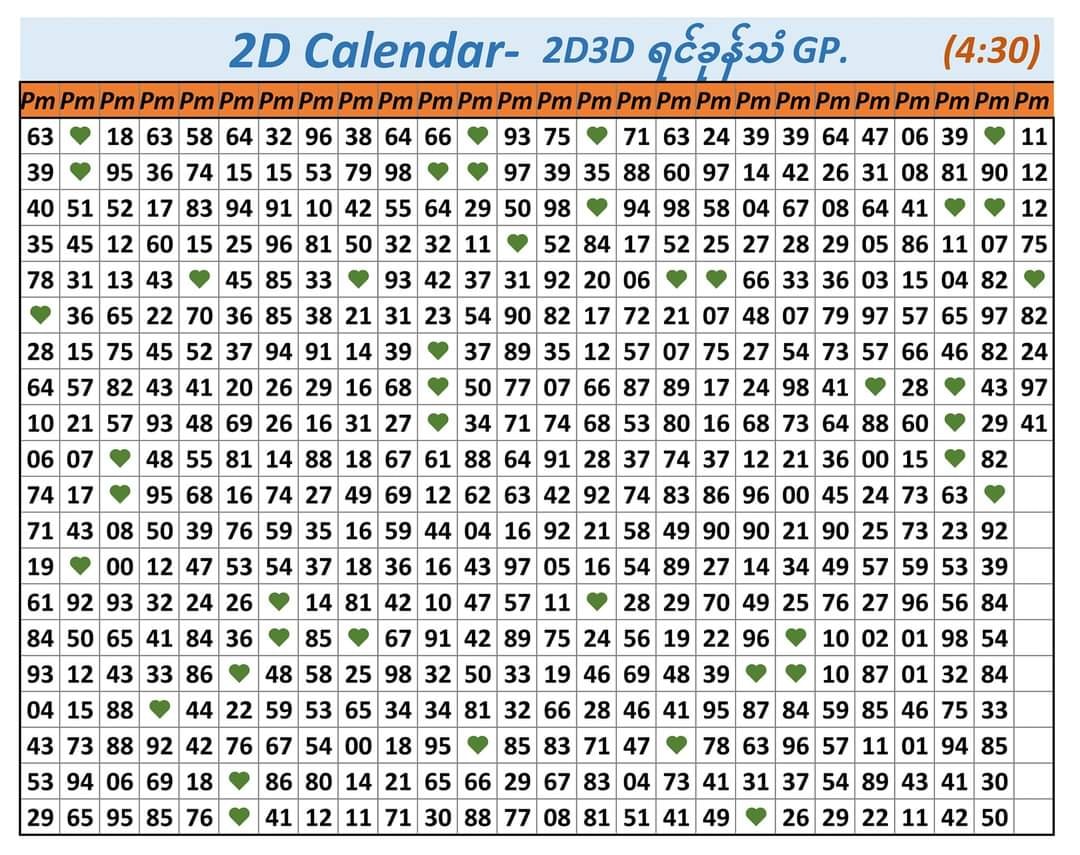 2D Calendar- 2D3D ရင်ခုန်သံ GP. (4:30)
Pm Pm Pm Pm Pm Pm Pm Pm Pm Pm Pm Pm Pm Pm Pm Pm Pm Pm Pm Pm Pm Pm Pm Pm Pm Pm
63 💚 18 63 58 64 32 96 38 64 66 💚 93 75 💚 71 63 24 39 39 64 47 06 39 💚 11
39 💚 95 36 74 15 15 53 79 98 💚 💚 97 39 35 88 60 97 14 42 26 31 08 81 90 12
40 51 52 17 83 94 91 10 42 55 64 29 50 98 💚 94 98 58 04 67 08 64 41 💚 💚 12
35 45 12 60 15 25 96 81 50 32 32 11 💚 52 84 17 52 25 27 28 29 05 86 11 07 75
78 31 13 43 💚 45 85 33 💚 93 42 37 31 92 20 06 💚 💚 66 33 36 03 15 04 82 💚
💚 36 65 22 70 36 85 38 21 31 23 54 90 82 17 72 21 07 48 07 79 97 57 65 97 82
28 15 75 45 52 37 94 91 14 39 💚 37 89 35 12 57 07 75 27 54 73 57 66 46 82 24
64 57 82 43 41 20 26 29 16 68 💚 50 77 07 66 87 89 17 24 98 41 💚 28 💚 43 97
10 21 57 93 48 69 26 16 31 27 💚 34 71 74 68 53 80 16 68 73 64 88 60 💚 29 41
06 07 💚 48 55 81 14 88 18 67 61 88 64 91 28 37 74 37 12 21 36 00 15 💚 82
74 17 💚 95 68 16 74 27 49 69 12 62 63 42 92 74 83 86 96 00 45 24 73 63 💚
71 43 08 50 39 76 59 35 16 59 44 04 16 92 21 58 49 90 90 21 90 25 73 23 92
19 💚 00 12 47 53 54 37 18 36 16 43 97 05 16 54 89 27 14 34 49 57 59 53 39
61 92 93 32 24 26 💚 14 81 42 10 47 57 11 💚 28 29 70 49 25 76 27 96 56 84
84 50 65 41 84 36 💚 85 💚 67 91 42 89 75 24 56 19 22 96 💚 10 02 01 98 54
93 12 43 33 86 💚 48 58 25 98 32 50 33 19 46 69 48 39 💚 💚 10 87 01 32 84
04 15 88 💚 44 22 59 53 65 34 34 81 32 66 28 46 41 95 87 84 59 85 46 75 33
43 73 88 92 42 76 67 54 00 18 95 💚 85 83 71 47 💚 78 63 96 57 11 01 94 85
53 94 06 69 18 💚 86 80 14 21 65 66 29 67 83 04 73 41 31 37 54 89 43 41 30
29 65 95 85 76 💚 41 12 11 71 30 88 77 08 81 51 41 49 💚 26 29 22 11 42 50